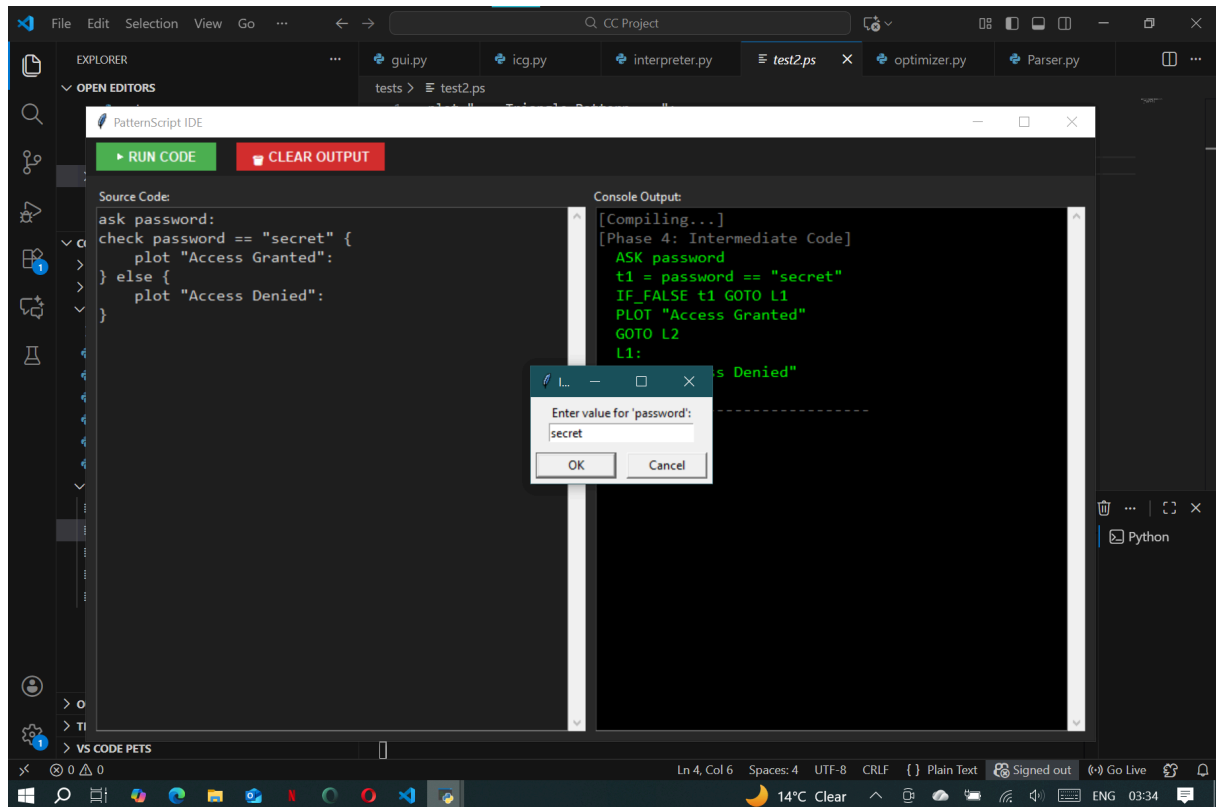 File Edit Selection View Go ··· CC Project
EXPLORER ···
gui.py icg.py interpreter.py test2.ps optimizer.py Parser.py ···
OPEN EDITORS
tests > test2.ps
PatternScript IDE
RUN CODE CLEAR OUTPUT
Source Code:
ask password:
check password == "secret" {
    plot "Access Granted":
} else {
    plot "Access Denied":
}
Console Output:
[Compiling...]
[Phase 4: Intermediate Code]
ASK password
t1 = password == "secret"
IF_FALSE t1 GOTO L1
PLOT "Access Granted"
GOTO L2
L1:
s Denied"
-----------------
I...
Enter value for 'password':
secret
OK Cancel
Python
VS CODE PETS
0 0 Ln 4, Col 6 Spaces: 4 UTF-8 CRLF { } Plain Text Signed out Go Live
14°C Clear ENG 03:34